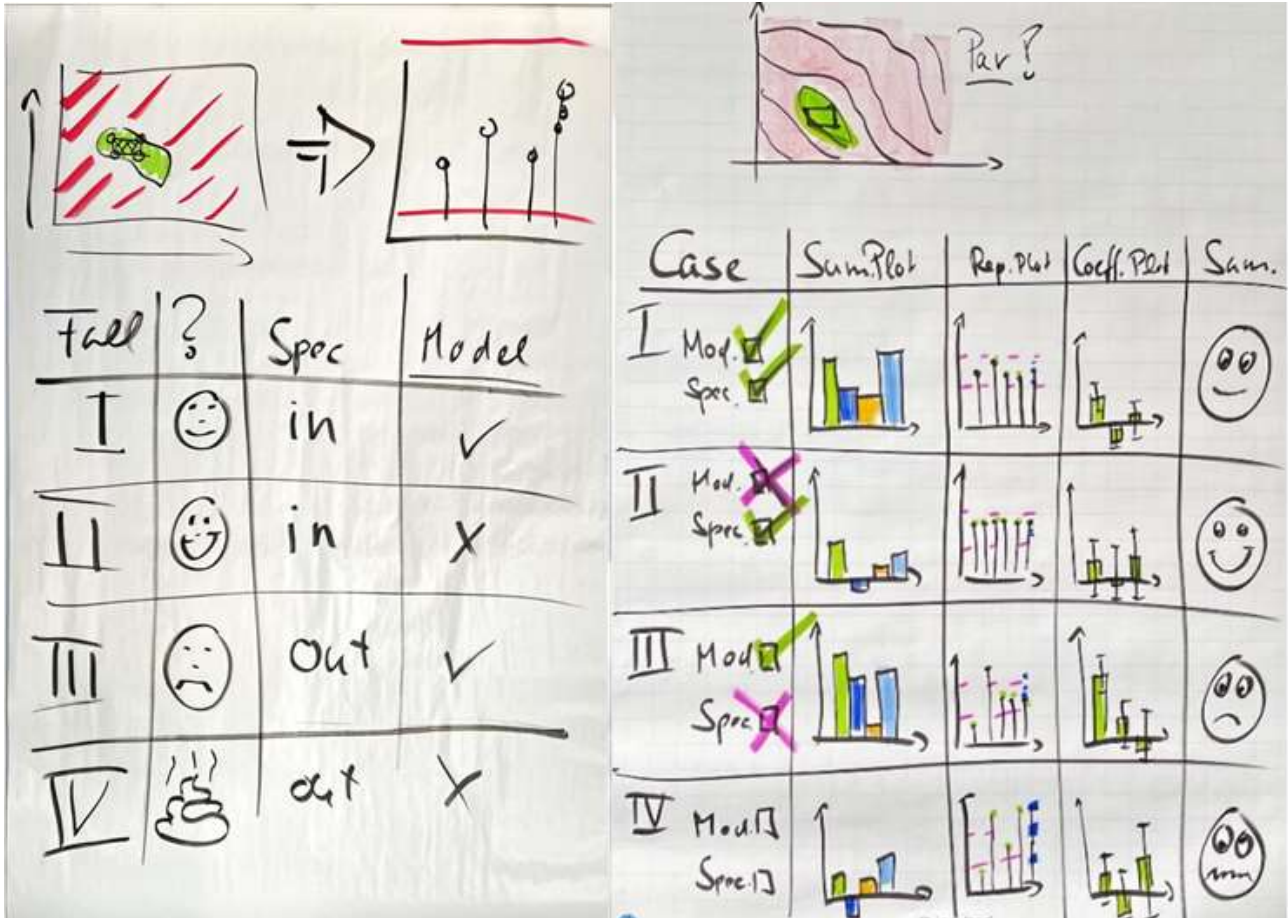 Fall ? Spec Model
I in ✓
II in X
III out ✓
IV out X
Par!
Case Sum.Plot Rep.Plot Coeff.Plot Sum.
I Mod.
Spec.
II Mod.
Spec.
III Mod.
Spec.
IV Mod.
Spec.